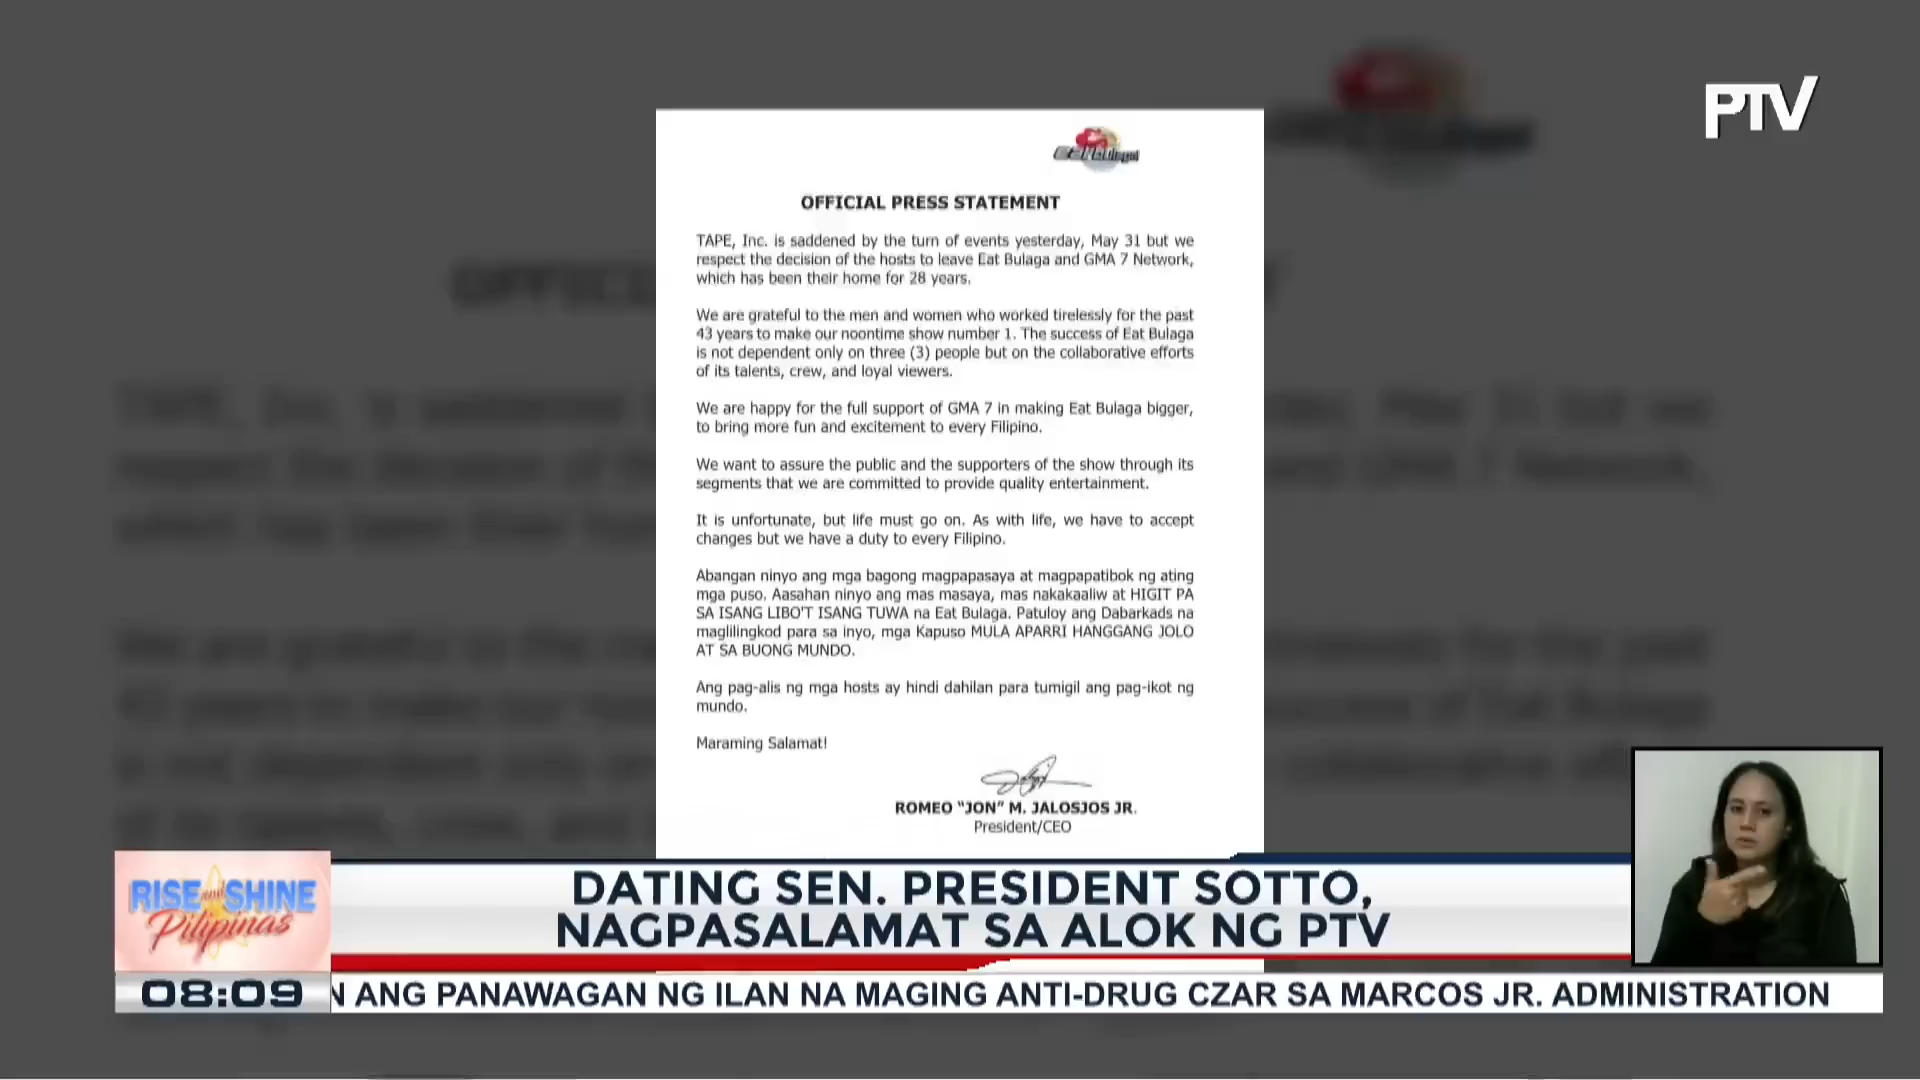 PTV
Eat Bulaga!
OFFICIAL PRESS STATEMENT
TAPE, Inc. is saddened by the turn of events yesterday, May 31 but we
respect the decision of the hosts to leave Eat Bulaga and GMA 7 Network,
which has been their home for 28 years.
We are grateful to the men and women who worked tirelessly for the past
43 years to make our noontime show number 1. The success of Eat Bulaga
is not dependent only on three (3) people but on the collaborative efforts
of its talents, crew, and loyal viewers.
We are happy for the full support of GMA 7 in making Eat Bulaga bigger,
to bring more fun and excitement to every Filipino.
We want to assure the public and the supporters of the show through its
segments that we are committed to provide quality entertainment.
It is unfortunate, but life must go on. As with life, we have to accept
changes but we have a duty to every Filipino.
Abangan ninyo ang mga bagong magpapasaya at magpapatibok ng ating
mga puso. Aasahan ninyo ang mas masaya, mas nakakaaliw at HIGIT PA
SA ISANG LIBO'T ISANG TUWA na Eat Bulaga. Patuloy ang Dabarkads na
maglilingkod para sa inyo, mga Kapuso MULA APARRI HANGGANG JOLO
AT SA BUONG MUNDO.
Ang pag-alis ng mga hosts ay hindi dahilan para tumigil ang pag-ikot ng
mundo.
Maraming Salamat!
ROMEO “JON” M. JALOSJOS JR.
President/CEO
RISE and SHINE
Pilipinas
DATING SEN. PRESIDENT SOTTO,
NAGPASALAMAT SA ALOK NG PTV
08:09
N ANG PANAWAGAN NG ILAN NA MAGING ANTI-DRUG CZAR SA MARCOS JR. ADMINISTRATION